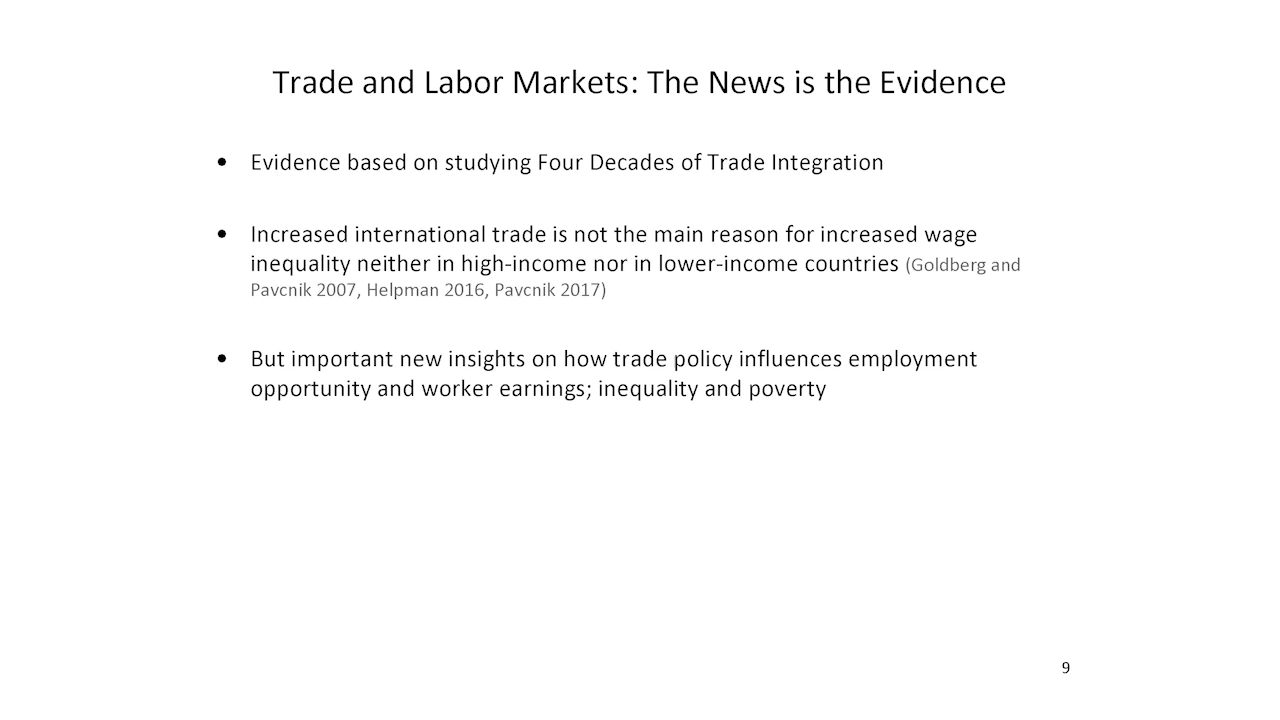 Trade and Labor Markets: The News is the Evidence
• Evidence based on studying Four Decades of Trade Integration
• Increased international trade is not the main reason for increased wage
inequality neither in high-income nor in lower-income countries (Goldberg and
Pavcnik 2007, Helpman 2016, Pavcnik 2017)
• But important new insights on how trade policy influences employment
opportunity and worker earnings; inequality and poverty
9